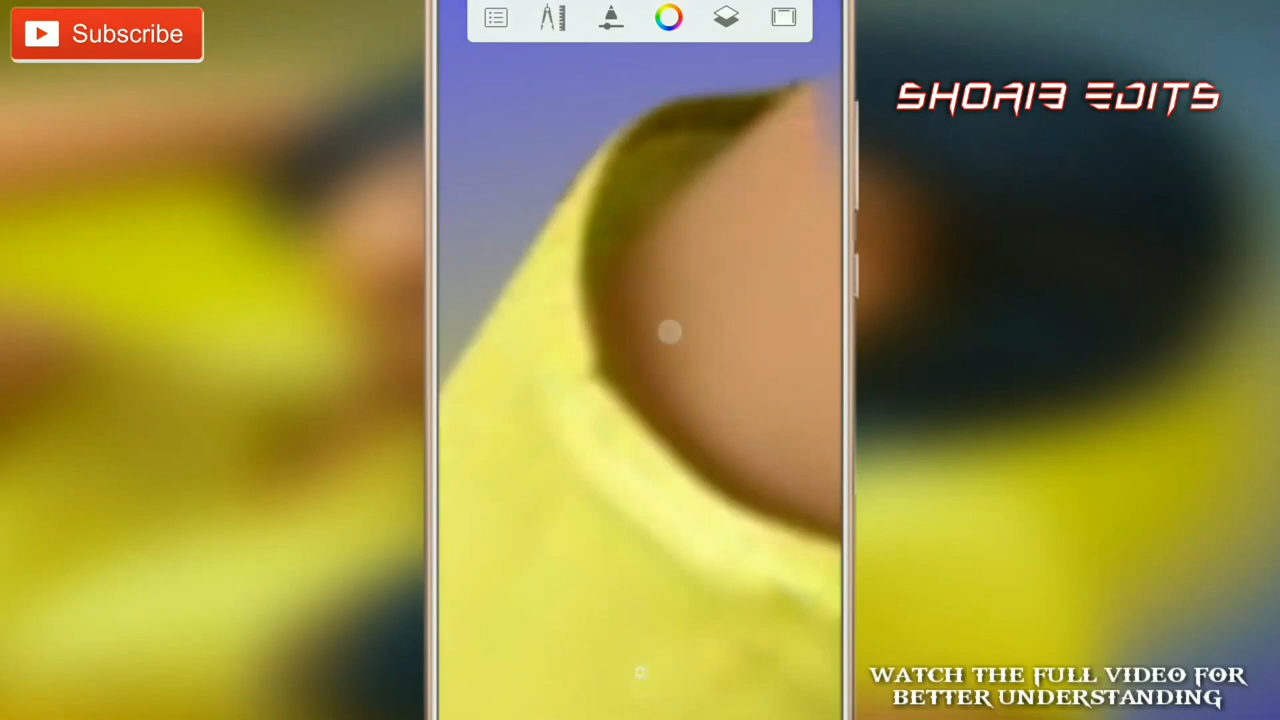 Subscribe
SHOAIB EDITS
WATCH THE FULL VIDEO FOR
BETTER UNDERSTANDING